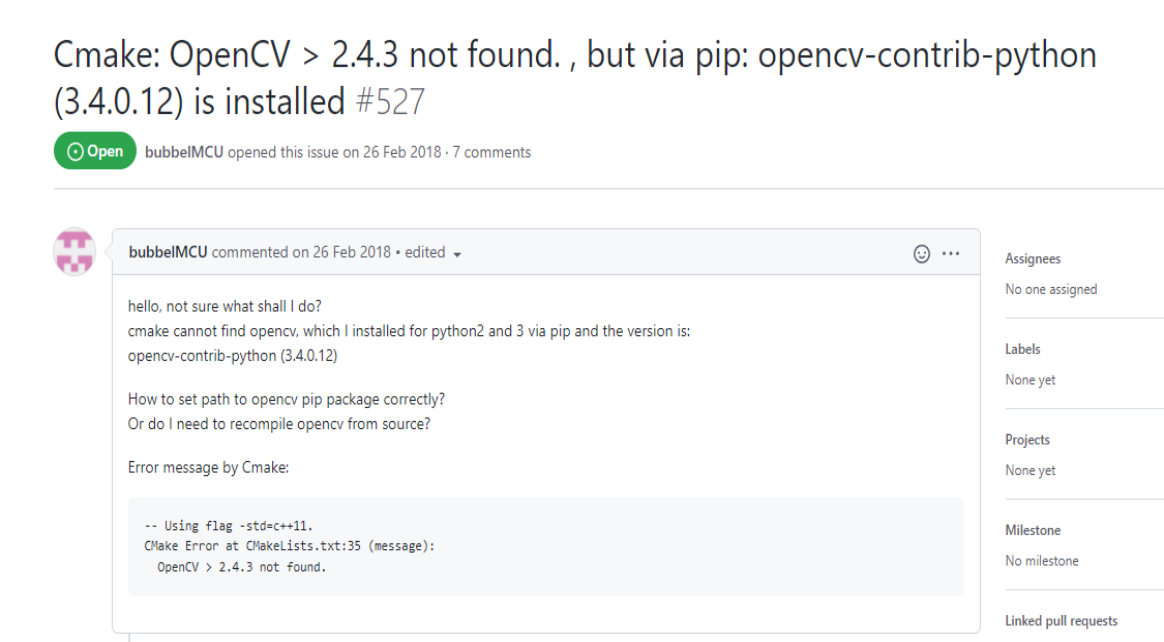 Cmake: OpenCV > 2.4.3 not found. , but via pip: opencv-contrib-python
(3.4.0.12) is installed #527
Open bubbelMCU opened this issue on 26 Feb 2018 · 7 comments
bubbelMCU commented on 26 Feb 2018 • edited
hello, not sure what shall I do?
cmake cannot find opencv, which I installed for python2 and 3 via pip and the version is:
opencv-contrib-python (3.4.0.12)
How to set path to opencv pip package correctly?
Or do I need to recompile opencv from source?
Error message by Cmake:
-- Using flag -std=c++11.
CMake Error at CMakeLists.txt:35 (message):
OpenCV > 2.4.3 not found.
Assignees
No one assigned
Labels
None yet
Projects
None yet
Milestone
No milestone
Linked pull requests